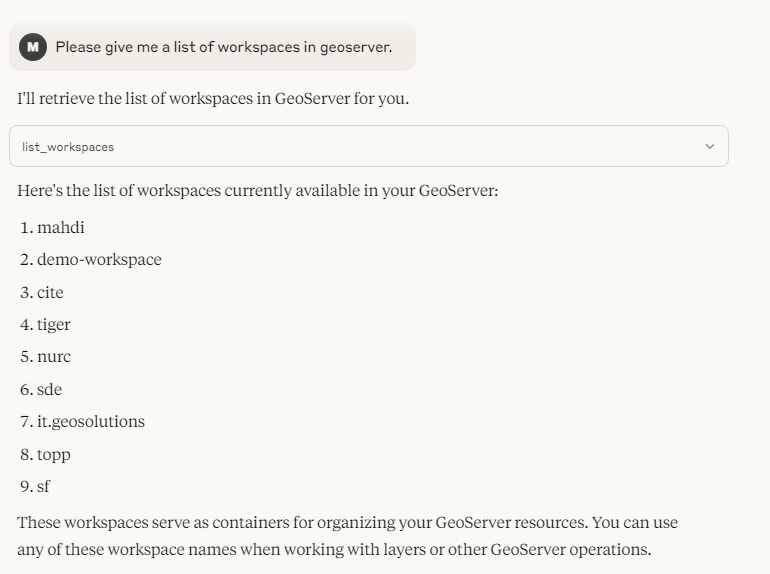 M Please give me a list of workspaces in geoserver.
I'll retrieve the list of workspaces in GeoServer for you.
list_workspaces
Here's the list of workspaces currently available in your GeoServer:
1. mahdi
2. demo-workspace
3. cite
4. tiger
5. nurc
6. sde
7. it.geosolutions
8. topp
9. sf
These workspaces serve as containers for organizing your GeoServer resources. You can use
any of these workspace names when working with layers or other GeoServer operations.